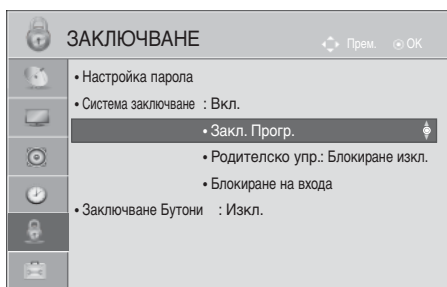 ЗАКЛЮЧВАНЕ
Прем. OK
• Настройка парола
• Система заключване : Вкл.
• Закл. Прогр.
• Родителско упр.: Блокиране изкл.
• Блокиране на входа
• Заключване Бутони : Изкл.